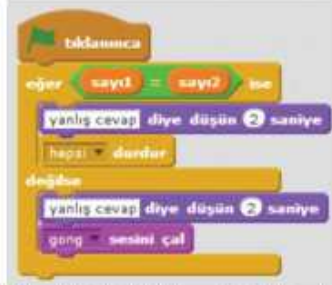 tıklanınca
eğer sayı1 = sayı2 ise
yanlış cevap diye düşün 2 saniye
hepsi durdur
değilse
yanlış cevap diye düşün 2 saniye
gong sesini çal